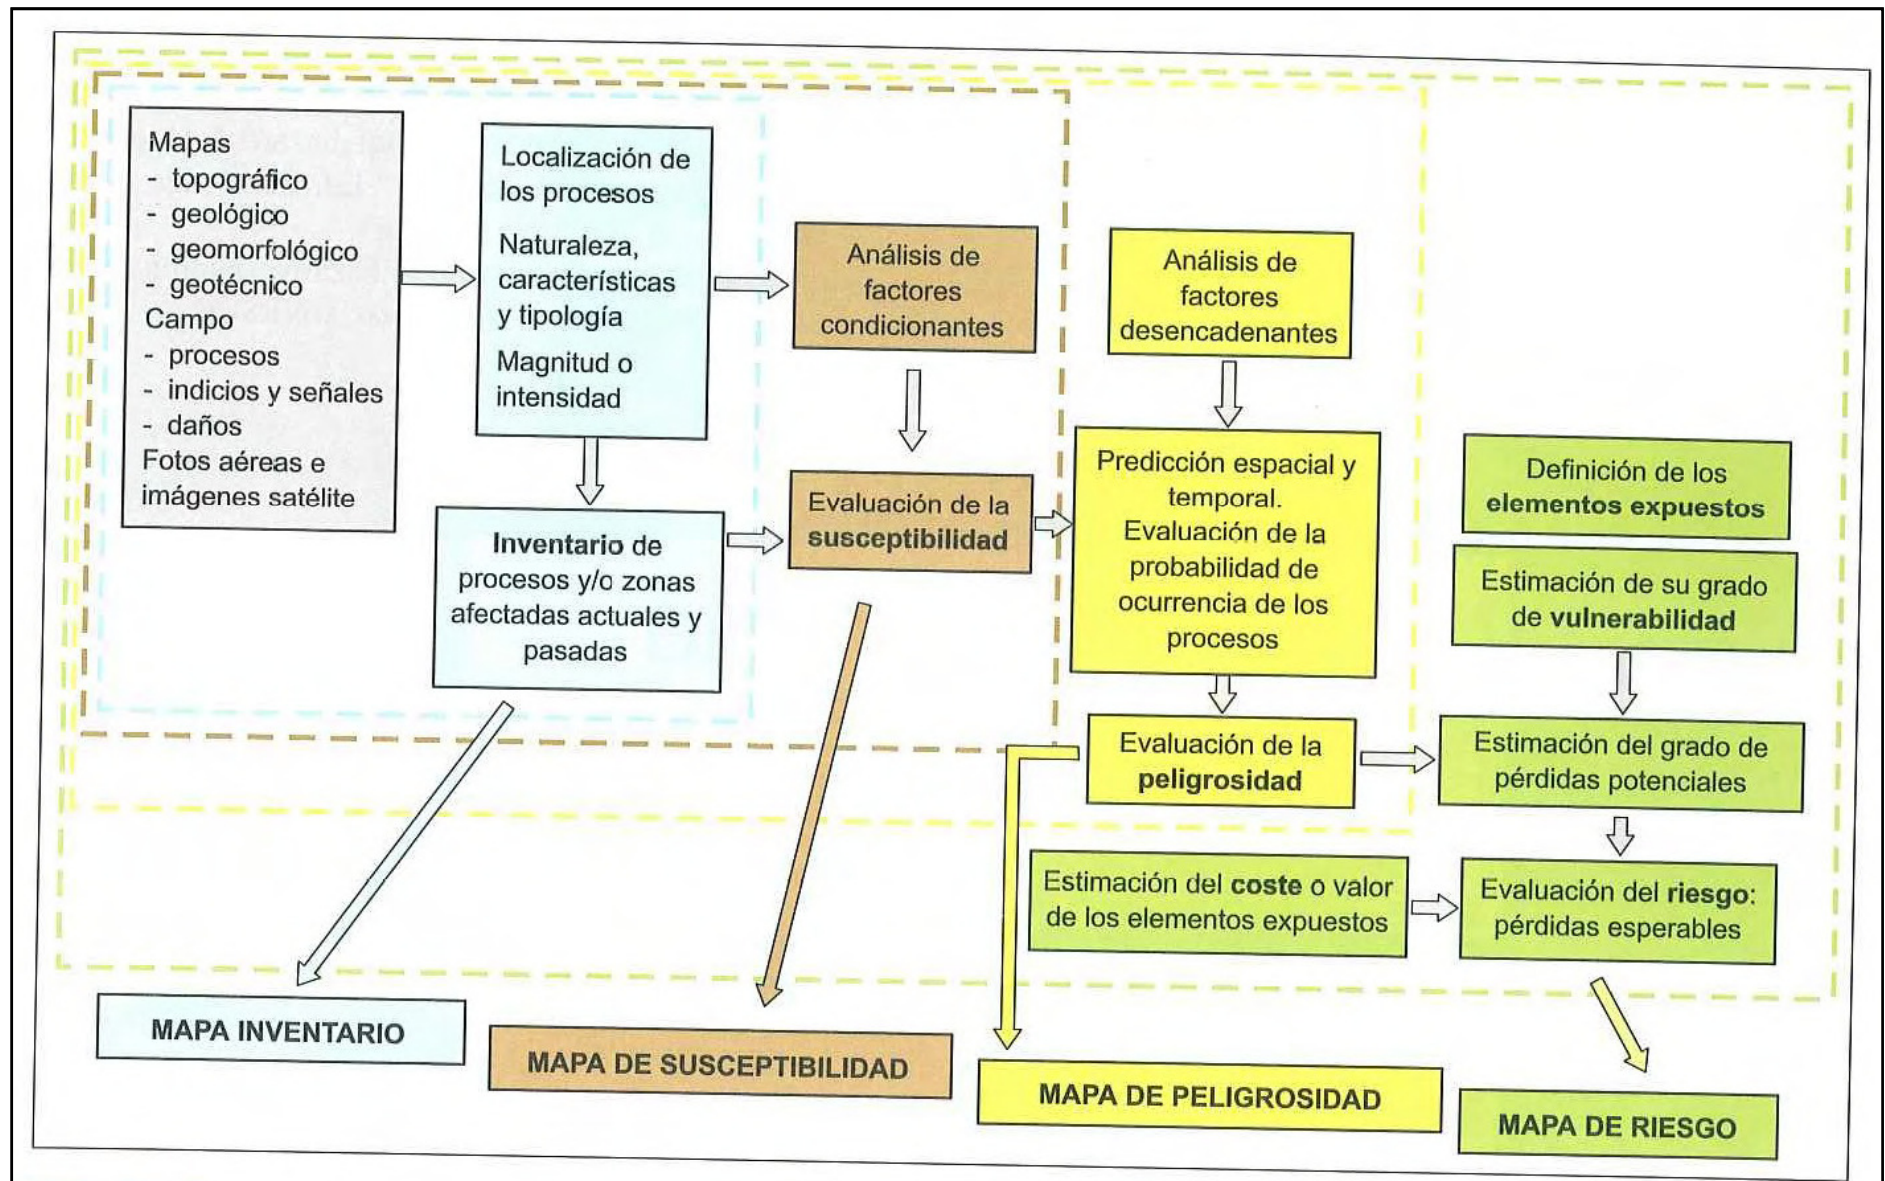 Mapas
- topográfico
- geológico
- geomorfológico
- geotécnico
Campo
- procesos
- indicios y señales
- daños
Fotos aéreas e
imágenes satélite
Localización de
los procesos
Naturaleza,
características
y tipología
Magnitud o
intensidad
Inventario de
procesos y/o zonas
afectadas actuales y
pasadas
Análisis de
factores
condicionantes
Evaluación de la
susceptibilidad
Análisis de
factores
desencadenantes
Predicción espacial y
temporal.
Evaluación de la
probabilidad de
ocurrencia de los
procesos
Evaluación de la
peligrosidad
Definición de los
elementos expuestos
Estimación de su grado
de vulnerabilidad
Estimación del grado de
pérdidas potenciales
Estimación del coste o valor
de los elementos expuestos
Evaluación del riesgo:
pérdidas esperables
MAPA INVENTARIO
MAPA DE SUSCEPTIBILIDAD
MAPA DE PELIGROSIDAD
MAPA DE RIESGO